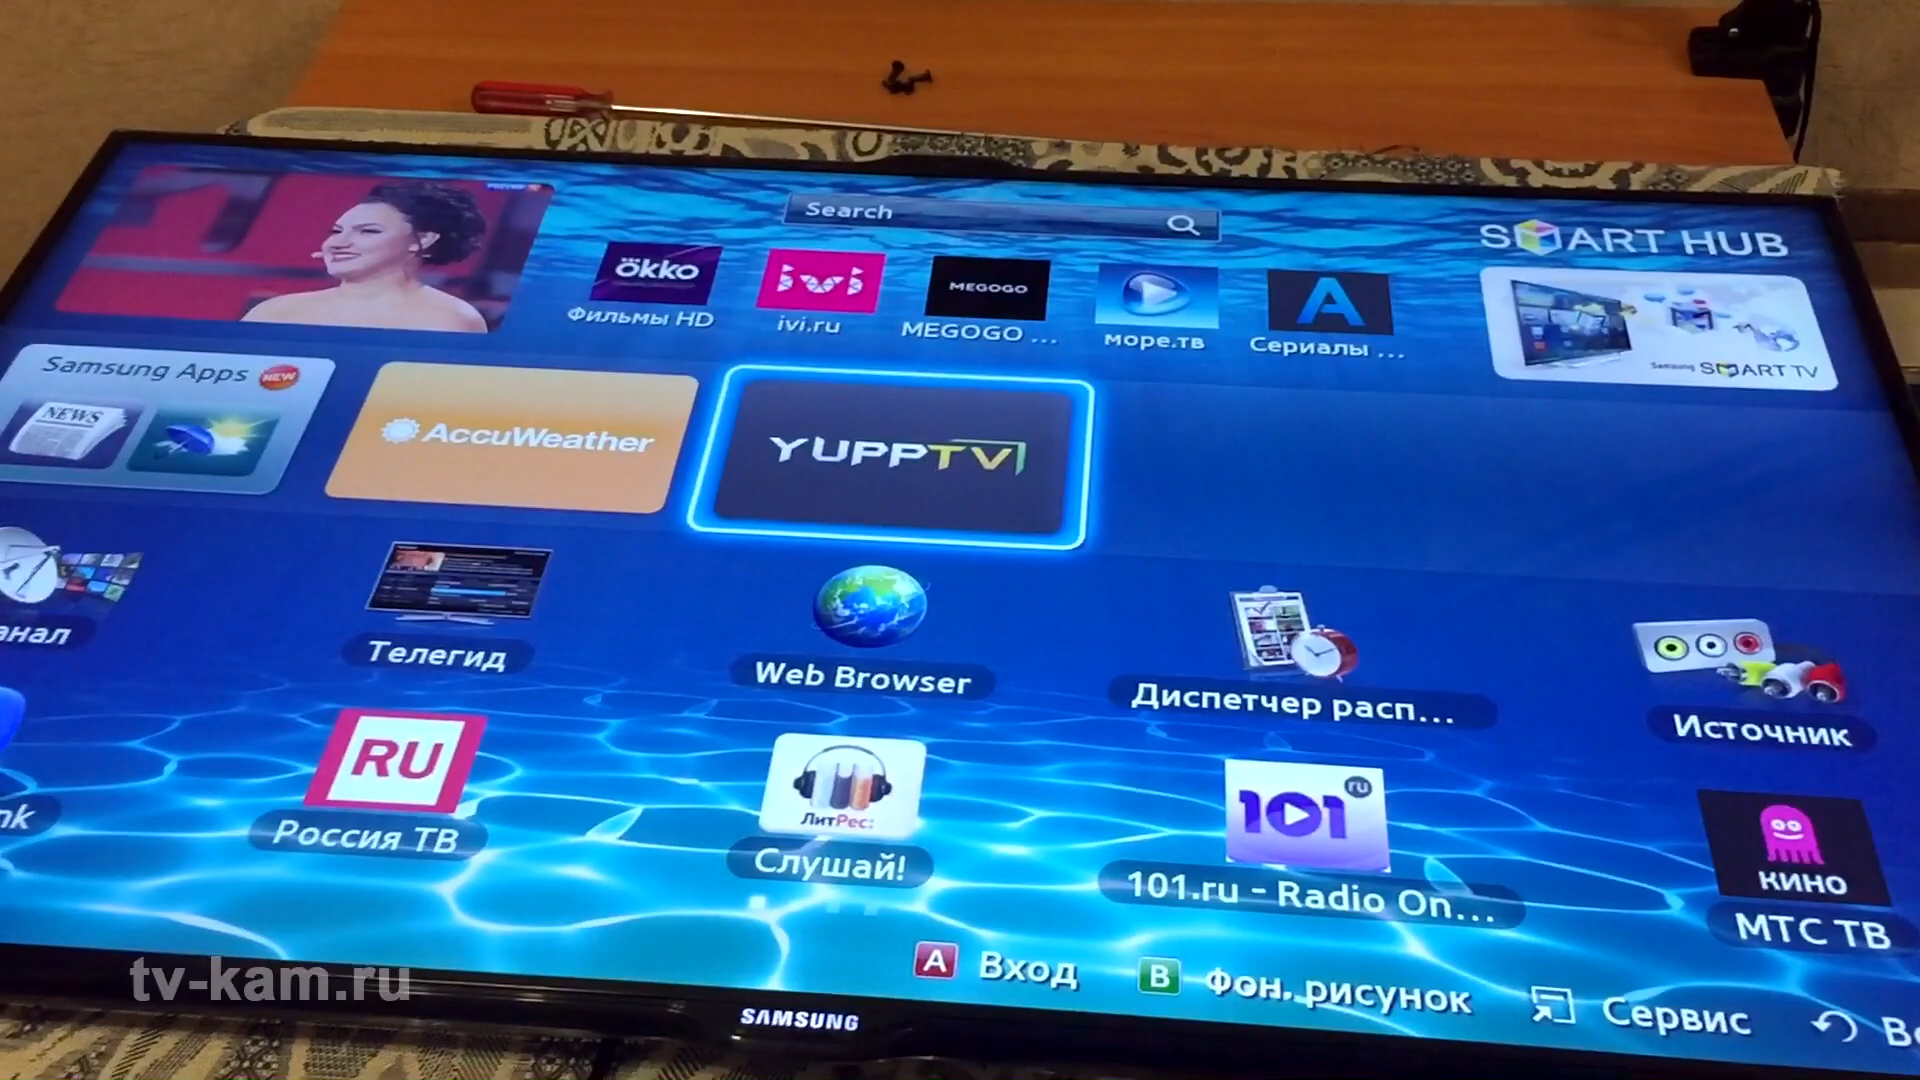 Search
SMART HUB
ökko
ivi
MEGOGO
A
Фильмы HD
ivi.ru
MEGOGO ...
море.тв
Сериалы ...
Samsung SMART TV
Samsung Apps NEW
NEWS
AccuWeather
YUPPTV
анал
Телегид
Web Browser
Диспетчер расп...
Источник
RU
ЛитРес:
101 ru
КИНО
nk
Россия ТВ
Слушай!
101.ru - Radio On...
МТС ТВ
A Вход
B Фон. рисунок
Сервис
tv-kam.ru
SAMSUNG